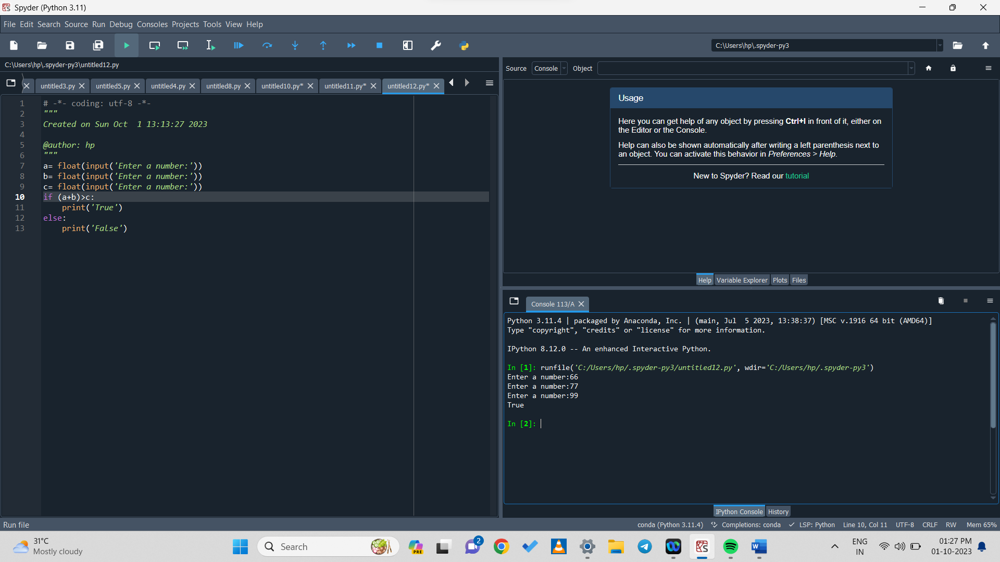 Spyder (Python 3.11)
File Edit Search Source Run Debug Consoles Projects Tools View Help
C:\Users\hp\.spyder-py3
C:\Users\hp\.spyder-py3\untitled12.py
untitled3.py untitled5.py untitled4.py untitled8.py untitled10.py* untitled11.py* untitled12.py*
1 # -*- coding: utf-8 -*-
2 """
3 Created on Sun Oct  1 13:13:27 2023
4
5 @author: hp
6 """
7 a= float(input('Enter a number:'))
8 b= float(input('Enter a number:'))
9 c= float(input('Enter a number:'))
10 if (a+b)>c:
11     print('True')
12 else:
13     print('False')
Source Console Object
Usage
Here you can get help of any object by pressing Ctrl+I in front of it, either on
the Editor or the Console.
Help can also be shown automatically after writing a left parenthesis next to
an object. You can activate this behavior in Preferences > Help.
New to Spyder? Read our tutorial
Help Variable Explorer Plots Files
Console 113/A
Python 3.11.4 | packaged by Anaconda, Inc. | (main, Jul  5 2023, 13:38:37) [MSC v.1916 64 bit (AMD64)]
Type "copyright", "credits" or "license" for more information.
IPython 8.12.0 -- An enhanced Interactive Python.
In [1]: runfile('C:/Users/hp/.spyder-py3/untitled12.py', wdir='C:/Users/hp/.spyder-py3')
Enter a number:66
Enter a number:77
Enter a number:99
True
In [2]:
IPython Console History
Run file
conda (Python 3.11.4) Completions: conda LSP: Python Line 10, Col 11 UTF-8 CRLF RW Mem 65%
31°C
Mostly cloudy
Search
PRE
2
W
ENG
IN
01:27 PM
01-10-2023